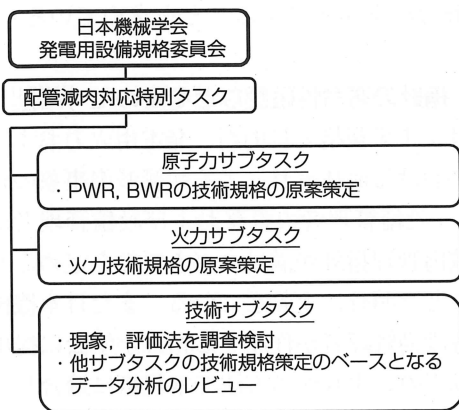 日本機械学会
発電用設備規格委員会
配管減肉対応特別タスク
原子力サブタスク
・PWR, BWRの技術規格の原案策定
火力サブタスク
・火力技術規格の原案策定
技術サブタスク
・現象，評価法を調査検討
・他サブタスクの技術規格策定のベースとなる
データ分析のレビュー